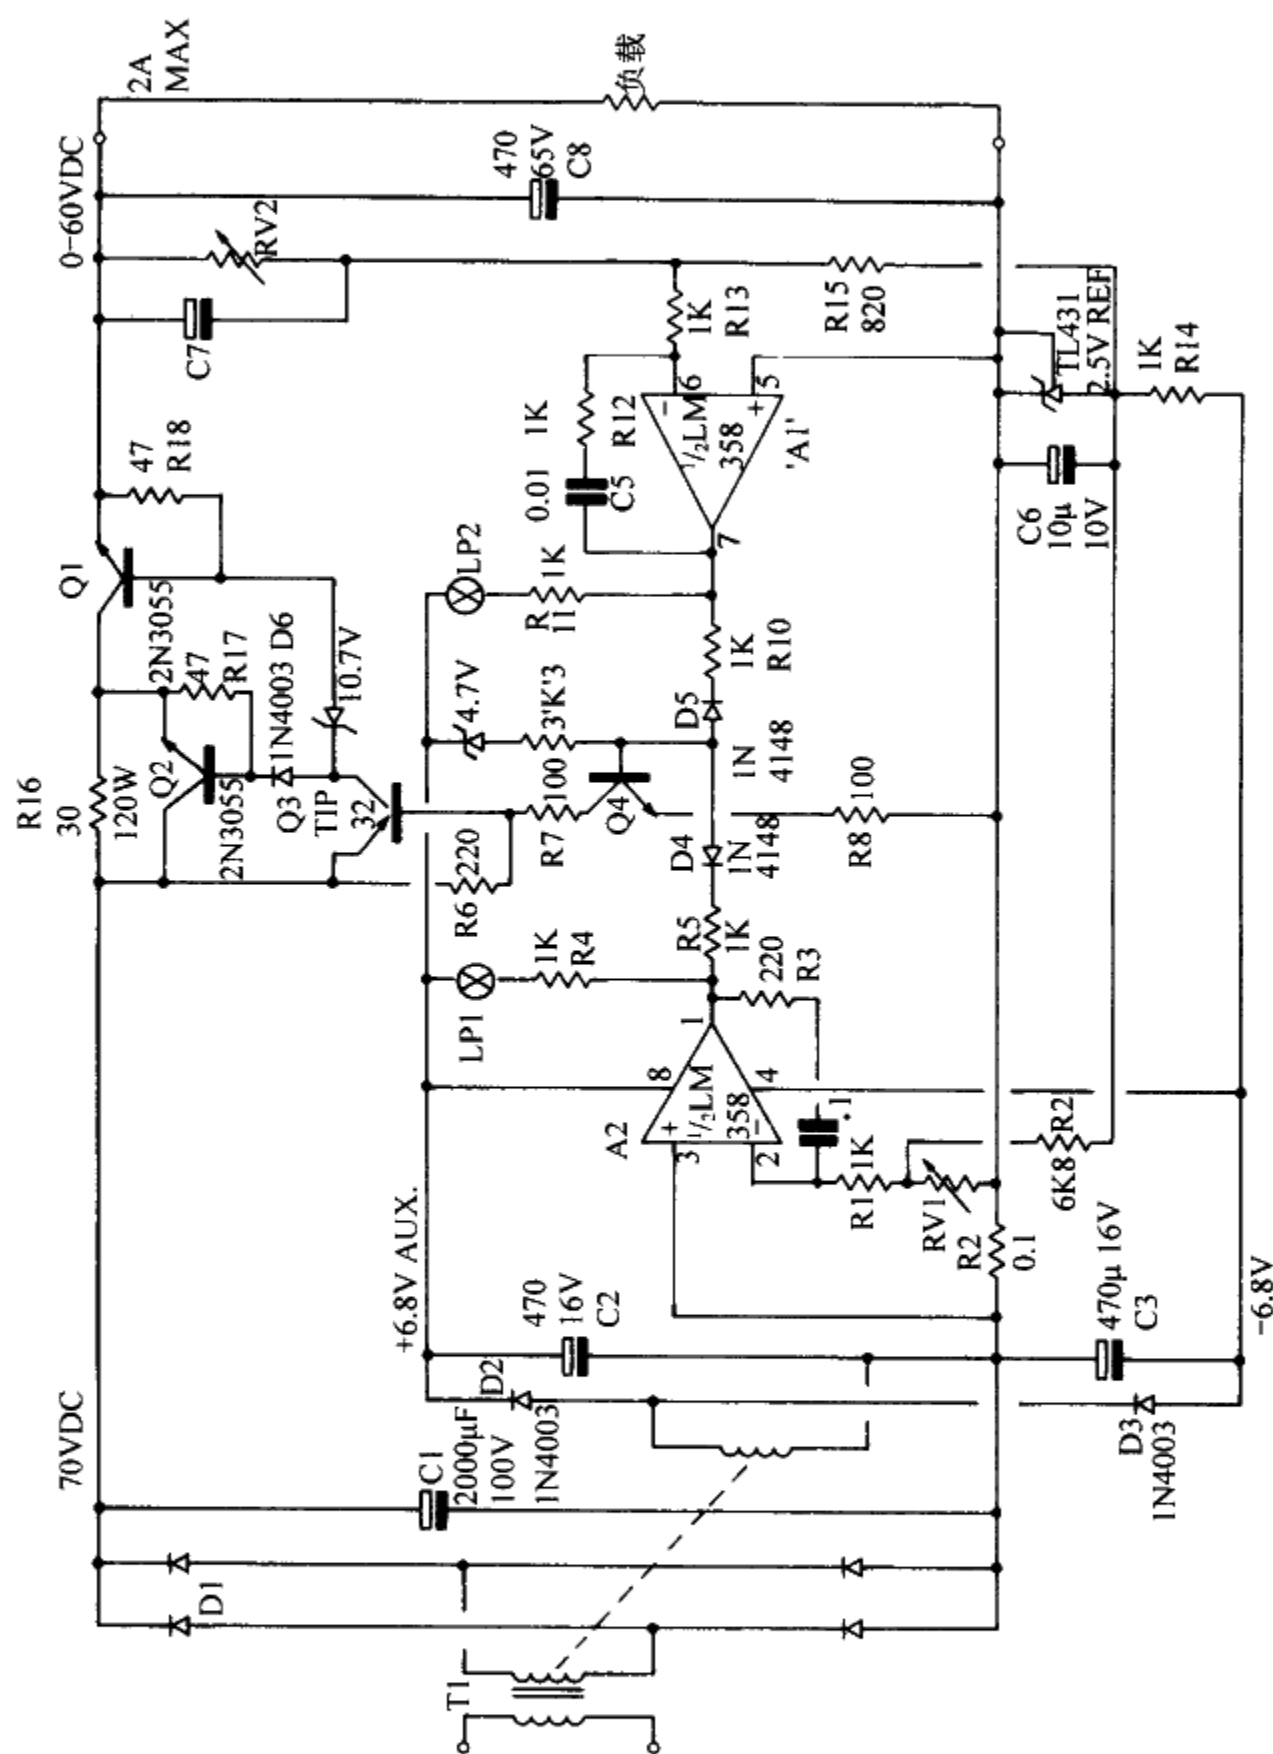 70VDC
R16
30
120W
Q1
0-60VDC
2A
MAX
Q2
2N3055
47
R17
2N3055
47
R18
C7
RV2
1N4003 D6
Q3
TIP
32
10.7V
470
65V
C8
负载
+6.8V AUX.
D1
C1
2000μF
100V
D2
1N4003
470
16V
C2
LP1
1K
R4
R6
220
R7
100
4.7V
3'K'3
LP2
R
11
1K
0.01
C5
1K
R12
1K
R13
T1
A2
8
3
+
1/2LM
358
−
2
4
1
R5
1K
D4
1N
4148
Q4
D5
1N
4148
1K
R10
7
−
6
1/2LM
358
+
5
'A1'
R15
820
220
R3
.1
R1
1K
RV1
R8
100
R2
0.1
6K8
R2
C6
10μ
10V
TL431
2.5V REF
1K
R14
D3
1N4003
470μ 16V
C3
−6.8V